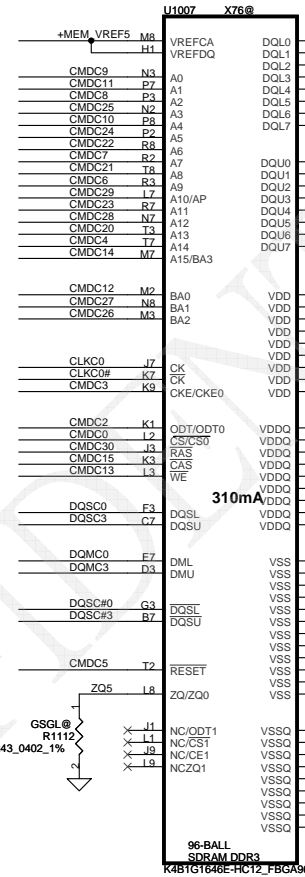 U1007 X76@
+MEM_VREF5 M8 VREFCA DQL0
H1 VREFDQ DQL1
DQL2
CMDC9 N3 A0 DQL3
CMDC11 P7 A1 DQL4
CMDC8 P3 A2 DQL5
CMDC25 N2 A3 DQL6
CMDC10 P8 A4 DQL7
CMDC24 P2 A5
CMDC22 R8 A6
CMDC7 R2 A7 DQU0
CMDC21 T8 A8 DQU1
CMDC6 R3 A9 DQU2
CMDC29 L7 A10/AP DQU3
CMDC23 R7 A11 DQU4
CMDC28 N7 A12 DQU5
CMDC20 T3 A13 DQU6
CMDC4 T7 A14 DQU7
CMDC14 M7 A15/BA3
CMDC12 M2 BA0 VDD
CMDC27 N8 BA1 VDD
CMDC26 M3 BA2 VDD
VDD
VDD
VDD
CLKC0 J7 CK VDD
CLKC0# K7 CK VDD
CMDC3 K9 CKE/CKE0 VDD
CMDC2 K1 ODT/ODT0 VDDQ
CMDC0 L2 CS/CS0 VDDQ
CMDC30 J3 RAS VDDQ
CMDC15 K3 CAS VDDQ
CMDC13 L3 WE VDDQ
VDDQ
310mA VDDQ
DQSC0 F3 DQSL VDDQ
DQSC3 C7 DQSU VDDQ
DQMC0 E7 DML VSS
DQMC3 D3 DMU VSS
VSS
VSS
DQSC#0 G3 DQSL VSS
DQSC#3 B7 DQSU VSS
VSS
VSS
VSS
CMDC5 T2 RESET VSS
VSS
ZQ5 L8 ZQ/ZQ0 VSS
1
GSGL@
R1112
43_0402_1%
2
J1 NC/ODT1 VSSQ
L1 NC/CS1 VSSQ
J9 NC/CE1 VSSQ
L9 NCZQ1 VSSQ
VSSQ
VSSQ
VSSQ
VSSQ
VSSQ
96-BALL
SDRAM DDR3
K4B1G1646E-HC12_FBGA96